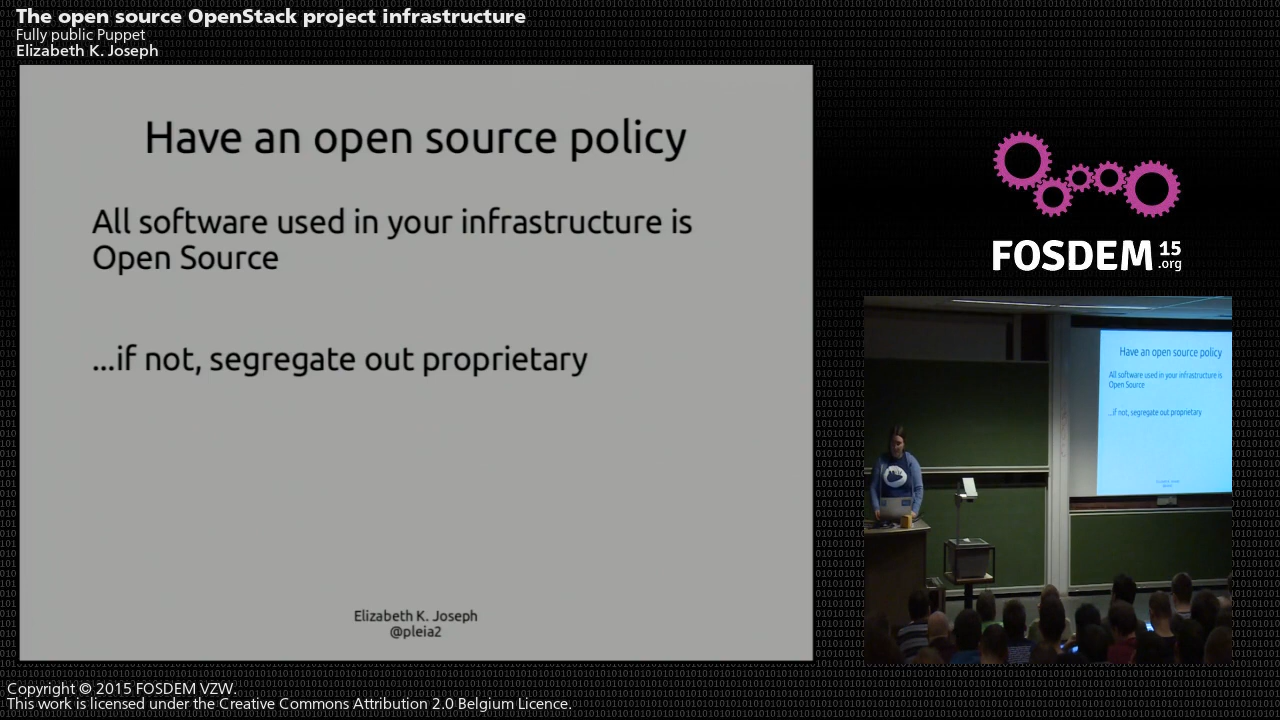 The open source OpenStack project infrastructure
Fully public Puppet
Elizabeth K. Joseph
Have an open source policy
All software used in your infrastructure is
Open Source
...if not, segregate out proprietary
Elizabeth K. Joseph
@pleia2
FOSDEM 15
.org
Have an open source policy
All software used in your infrastructure is
Open Source
...if not, segregate out proprietary
Copyright © 2015 FOSDEM VZW.
This work is licensed under the Creative Commons Attribution 2.0 Belgium Licence.